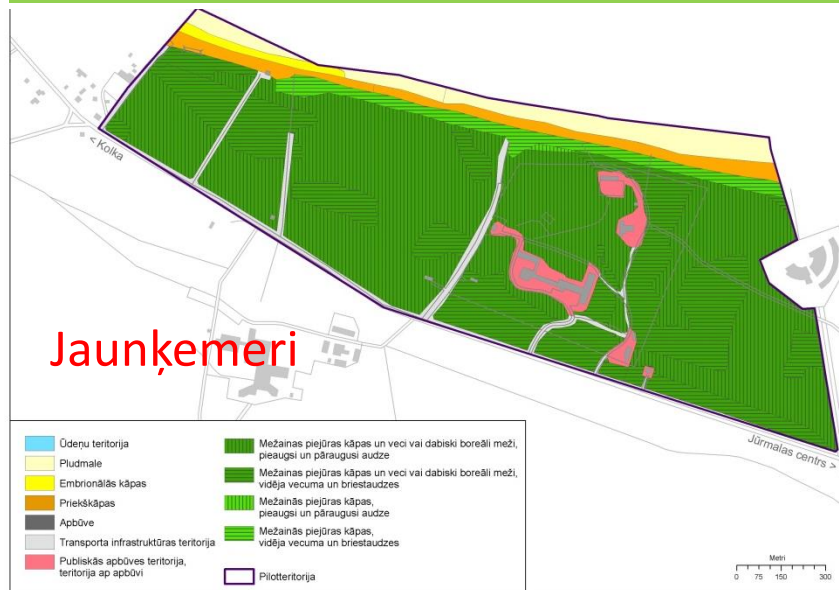 < Kolka
Jaunķemeri
Jūrmalas centrs >
Ūdeņu teritorija
Pludmale
Embrionālās kāpas
Priekškāpas
Apbūve
Transporta infrastruktūras teritorija
Publiskās apbūves teritorija,
teritorija ap apbūvi
Mežainas piejūras kāpas un veci vai dabiski boreāli meži,
pieaugsi un pāraugusi audze
Mežainas piejūras kāpas un veci vai dabiski boreāli meži,
vidēja vecuma un briestaudzes
Mežainās piejūras kāpas,
pieaugsi un pāraugusi audze
Mežainās piejūras kāpas,
vidēja vecuma un briestaudzes
Pilotteritorija
Metri
0 75 150 300